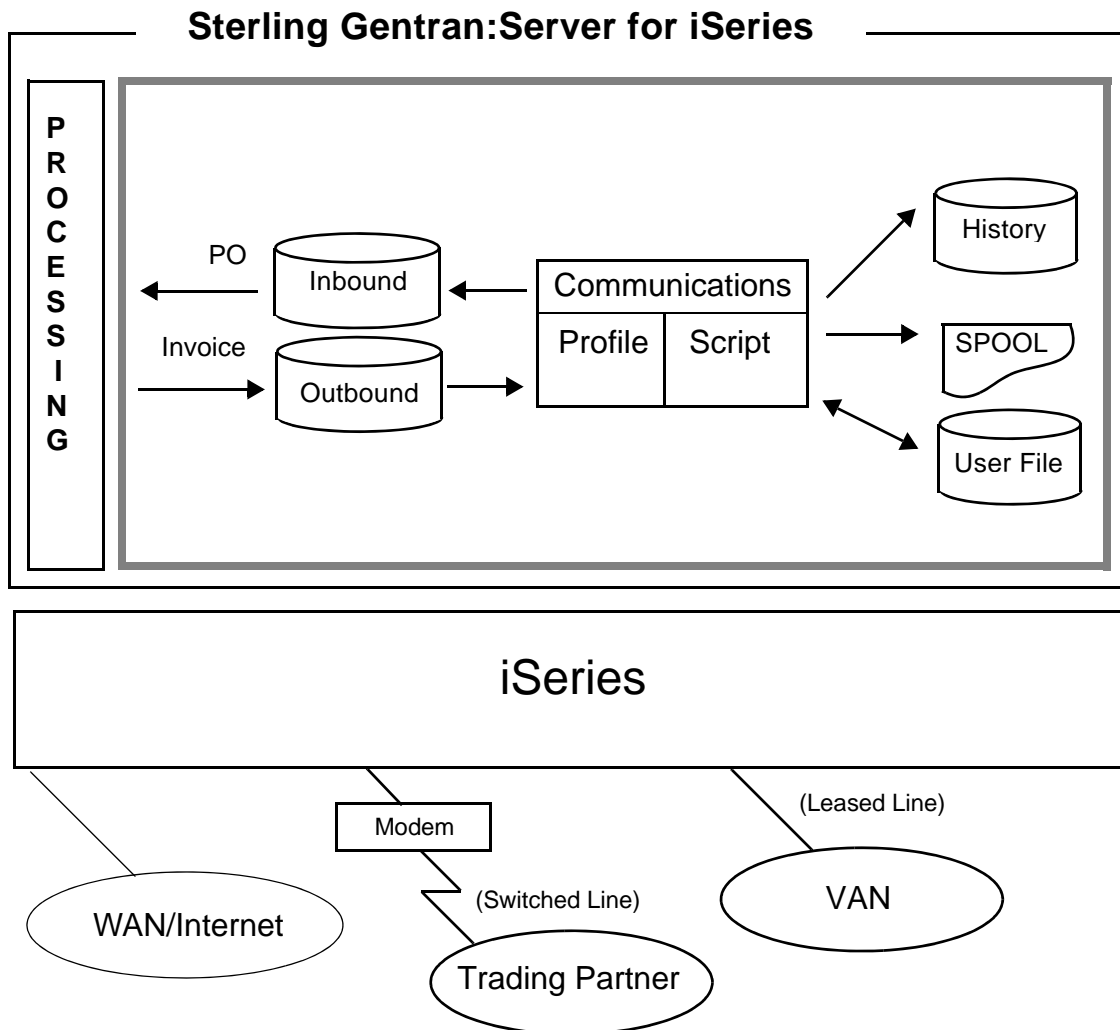 Sterling Gentran:Server for iSeries
PROCESSING
PO
Inbound
Invoice
Outbound
Communications
Profile
Script
History
SPOOL
User File
iSeries
Modem
(Leased Line)
WAN/Internet
(Switched Line)
VAN
Trading Partner